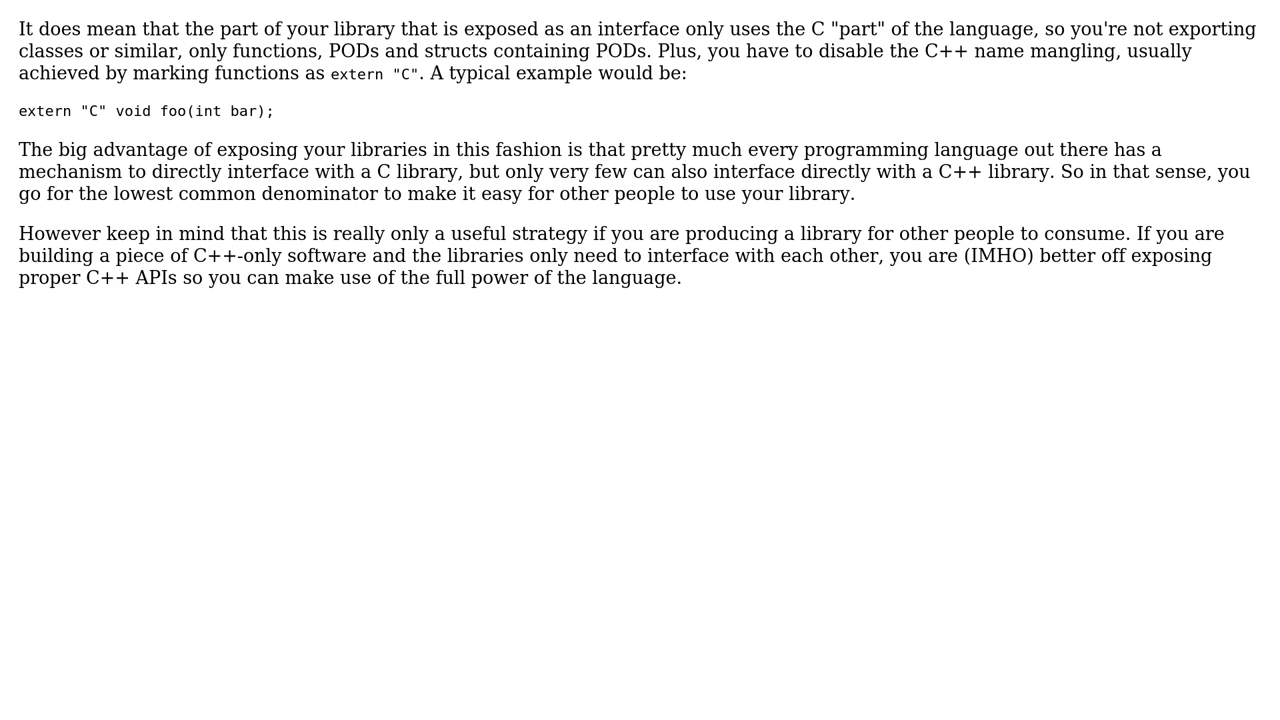 It does mean that the part of your library that is exposed as an interface only uses the C "part" of the language, so you're not exporting
classes or similar, only functions, PODs and structs containing PODs. Plus, you have to disable the C++ name mangling, usually
achieved by marking functions as extern "C". A typical example would be:
extern "C" void foo(int bar);
The big advantage of exposing your libraries in this fashion is that pretty much every programming language out there has a
mechanism to directly interface with a C library, but only very few can also interface directly with a C++ library. So in that sense, you
go for the lowest common denominator to make it easy for other people to use your library.
However keep in mind that this is really only a useful strategy if you are producing a library for other people to consume. If you are
building a piece of C++-only software and the libraries only need to interface with each other, you are (IMHO) better off exposing
proper C++ APIs so you can make use of the full power of the language.